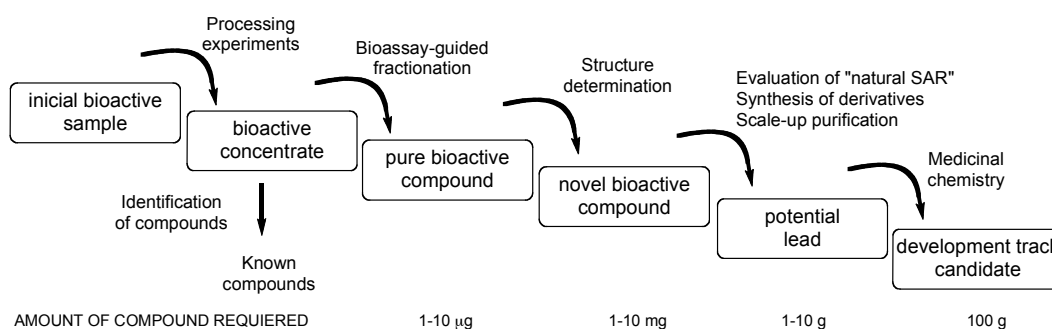 Processing
experiments
inicial bioactive
sample
Bioassay-guided
fractionation
bioactive
concentrate
Structure
determination
pure bioactive
compound
Evaluation of "natural SAR"
Synthesis of derivatives
Scale-up purification
novel bioactive
compound
Medicinal
chemistry
potential
lead
development track
candidate
Identification
of compounds
Known
compounds
AMOUNT OF COMPOUND REQUIERED 1-10 μg 1-10 mg 1-10 g 100 g